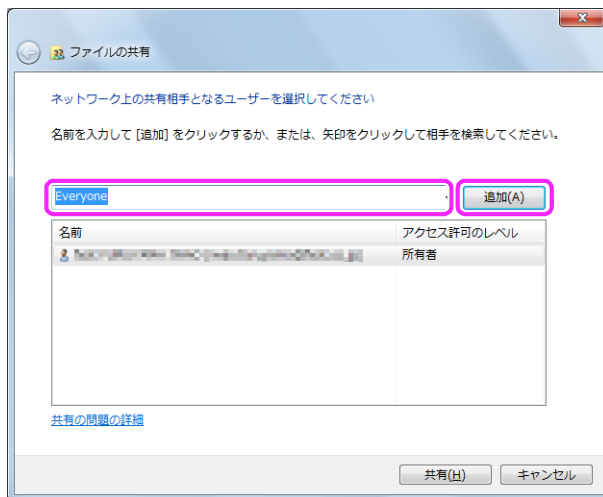 ファイルの共有
ネットワーク上の共有相手となるユーザーを選択してください
名前を入力して [追加] をクリックするか、または、矢印をクリックして相手を検索してください。
Everyone
追加(A)
名前 アクセス許可のレベル
所有者
共有の問題の詳細
共有(H) キャンセル